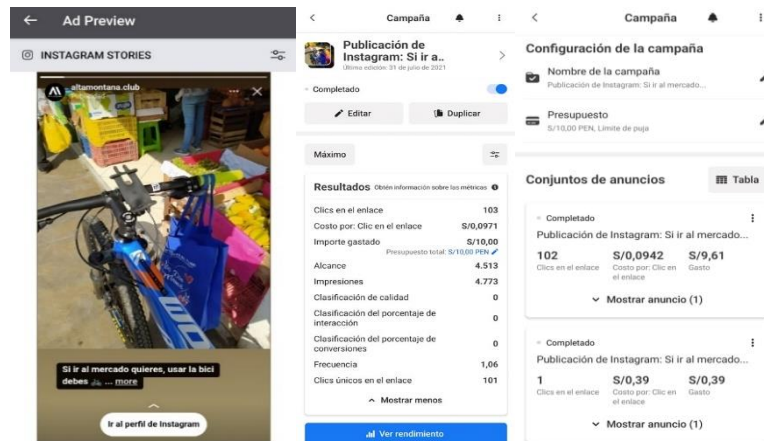 Ad Preview
INSTAGRAM STORIES
altamontana.club
Si ir al mercado quieres, usar la bici
debes 🚲 ... more
Ir al perfil de Instagram
Campaña
Publicación de
Instagram: Si ir a..
Última edición: 31 de julio de 2021
Completado
Editar
Duplicar
Máximo
Resultados Obtén información sobre las métricas
Clics en el enlace 103
Costo por: Clic en el enlace S/0,0971
Importe gastado S/10,00
Presupuesto total: S/10,00 PEN
Alcance 4.513
Impresiones 4.773
Clasificación de calidad 0
Clasificación del porcentaje de
interacción 0
Clasificación del porcentaje de
conversiones 0
Frecuencia 1,06
Clics únicos en el enlace 101
Mostrar menos
Ver rendimiento
Campaña
Configuración de la campaña
Nombre de la campaña
Publicación de Instagram: Si ir al mercado...
Presupuesto
S/10,00 PEN, Límite de puja
Conjuntos de anuncios
Tabla
Completado
Publicación de Instagram: Si ir al mercado...
102 S/0,0942 S/9,61
Clics en el enlace Costo por: Clic en Gasto
el enlace
Mostrar anuncio (1)
Completado
Publicación de Instagram: Si ir al mercado...
1 S/0,39 S/0,39
Clics en el enlace Costo por: Clic en Gasto
el enlace
Mostrar anuncio (1)